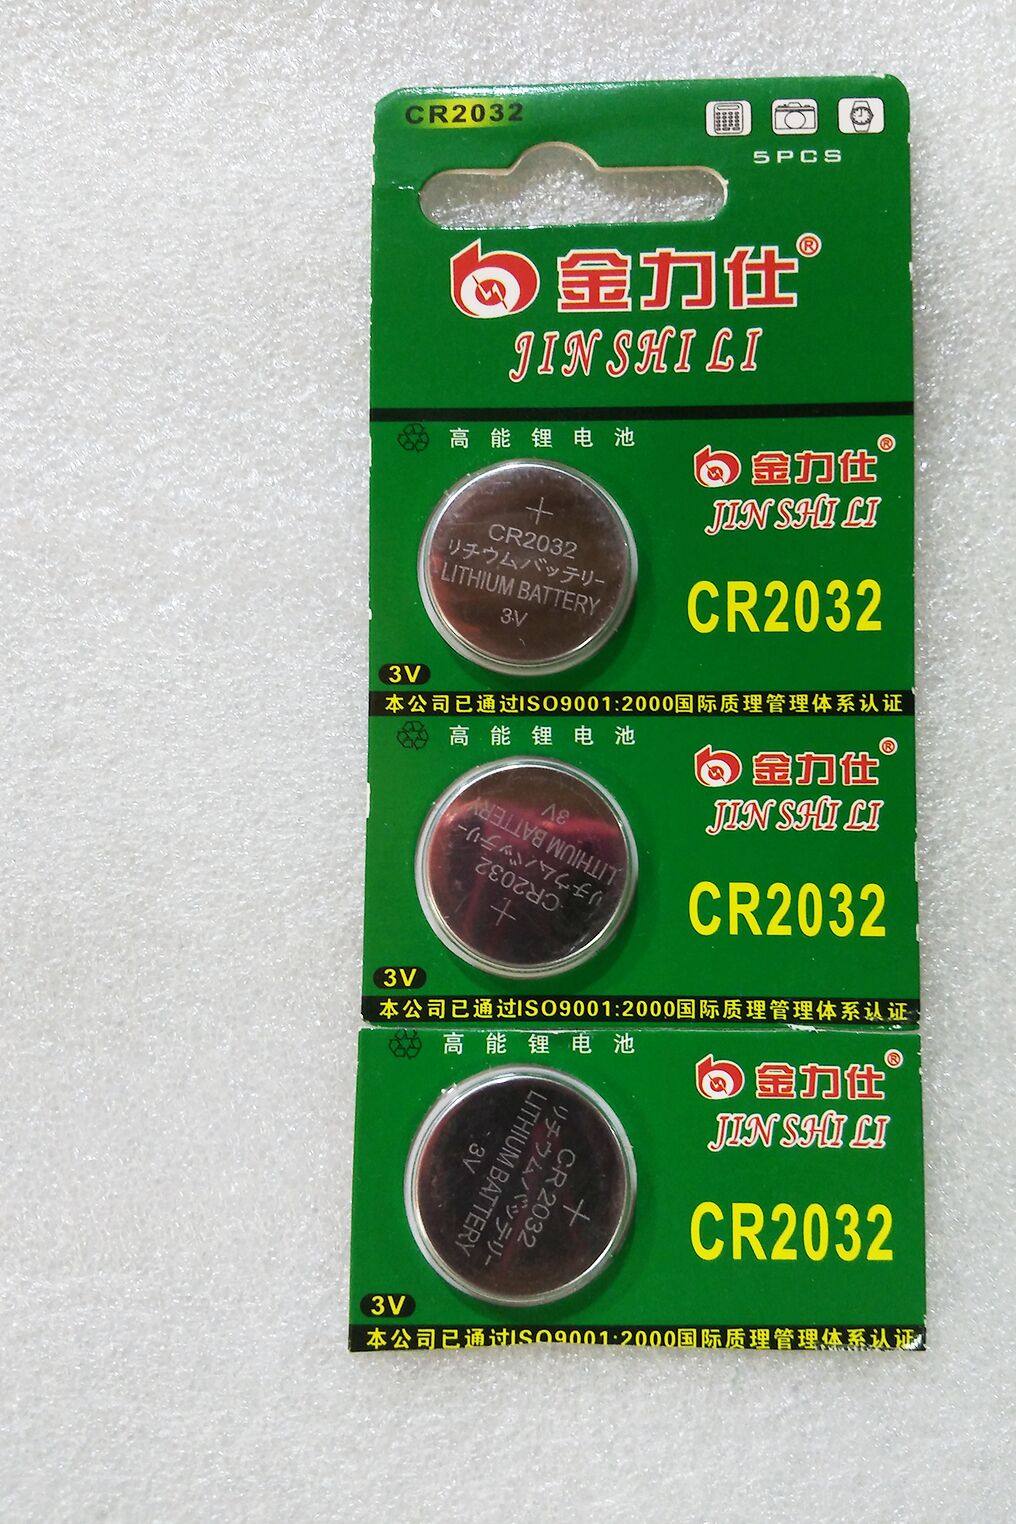 CR2032
5PCS
金力仕®
JIN SHI LI
高能锂电池
金力仕®
JIN SHI LI
+
CR2032
リチウムバッテリー
LITHIUM BATTERY
3V
CR2032
3V
本公司已通过ISO9001:2000国际质理管理体系认证
高能锂电池
金力仕®
JIN SHI LI
+
CR2032
リチウムバッテリー
LITHIUM BATTERY
3V
CR2032
3V
本公司已通过ISO9001:2000国际质理管理体系认证
高能锂电池
金力仕®
JIN SHI LI
+
CR2032
リチウムバッテリー
LITHIUM BATTERY
3V
CR2032
3V
本公司已通过ISO9001:2000国际质理管理体系认证